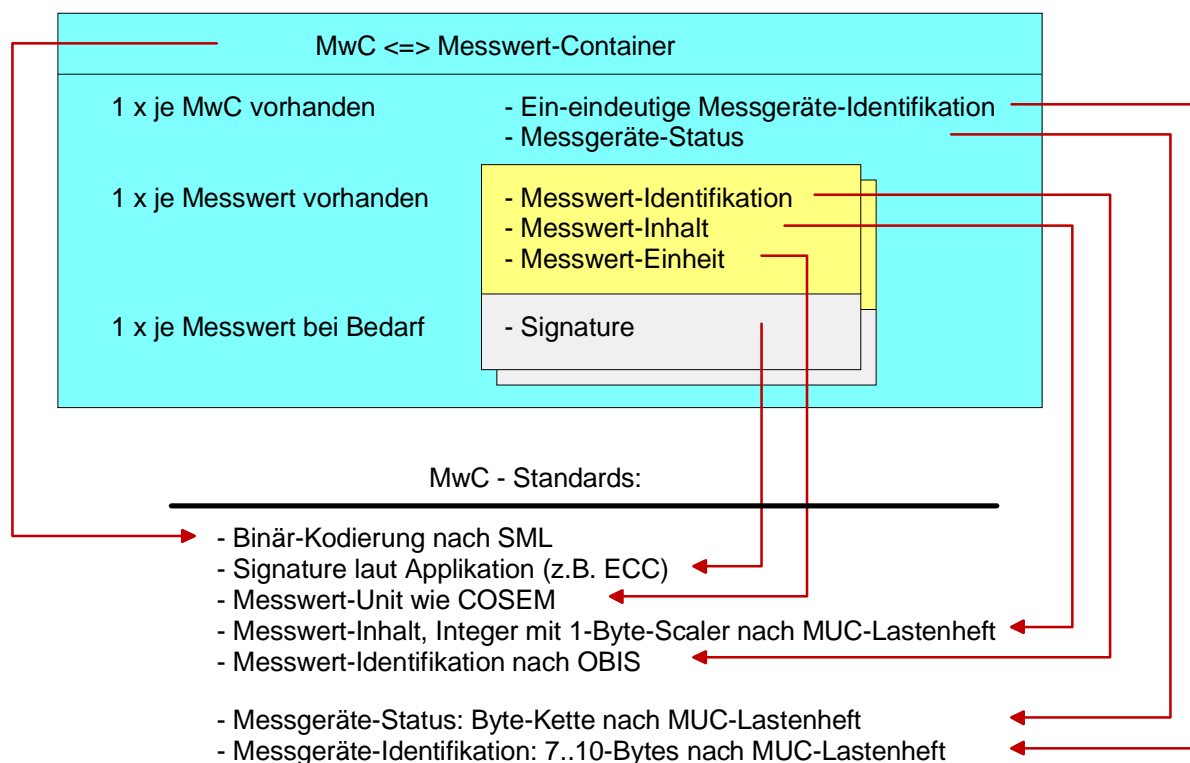 MwC <=> Messwert-Container
1 x je MwC vorhanden
- Ein-eindeutige Messgeräte-Identifikation
- Messgeräte-Status
1 x je Messwert vorhanden
- Messwert-Identifikation
- Messwert-Inhalt
- Messwert-Einheit
1 x je Messwert bei Bedarf
- Signature
MwC - Standards:
- Binär-Kodierung nach SML
- Signature laut Applikation (z.B. ECC)
- Messwert-Unit wie COSEM
- Messwert-Inhalt, Integer mit 1-Byte-Scaler nach MUC-Lastenheft
- Messwert-Identifikation nach OBIS
- Messgeräte-Status: Byte-Kette nach MUC-Lastenheft
- Messgeräte-Identifikation: 7..10-Bytes nach MUC-Lastenheft